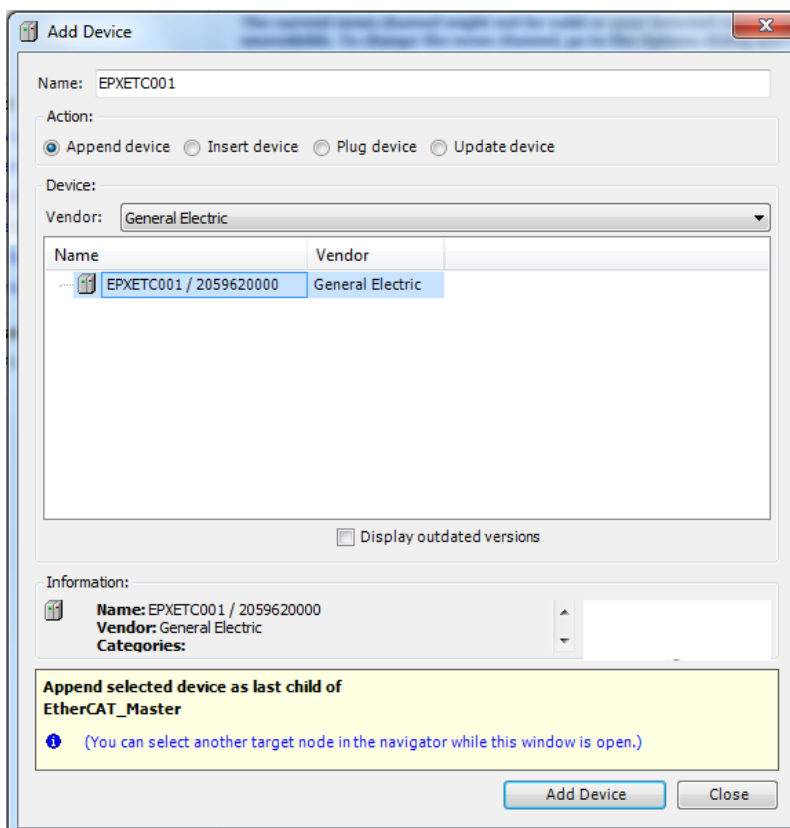 Add Device
Name: EPXETC001
Action:
Append device Insert device Plug device Update device
Device:
Vendor: General Electric
Name Vendor
EPXETC001 / 2059620000 General Electric
Display outdated versions
Information:
Name: EPXETC001 / 2059620000
Vendor: General Electric
Categories:
Append selected device as last child of
EtherCAT_Master
(You can select another target node in the navigator while this window is open.)
Add Device Close